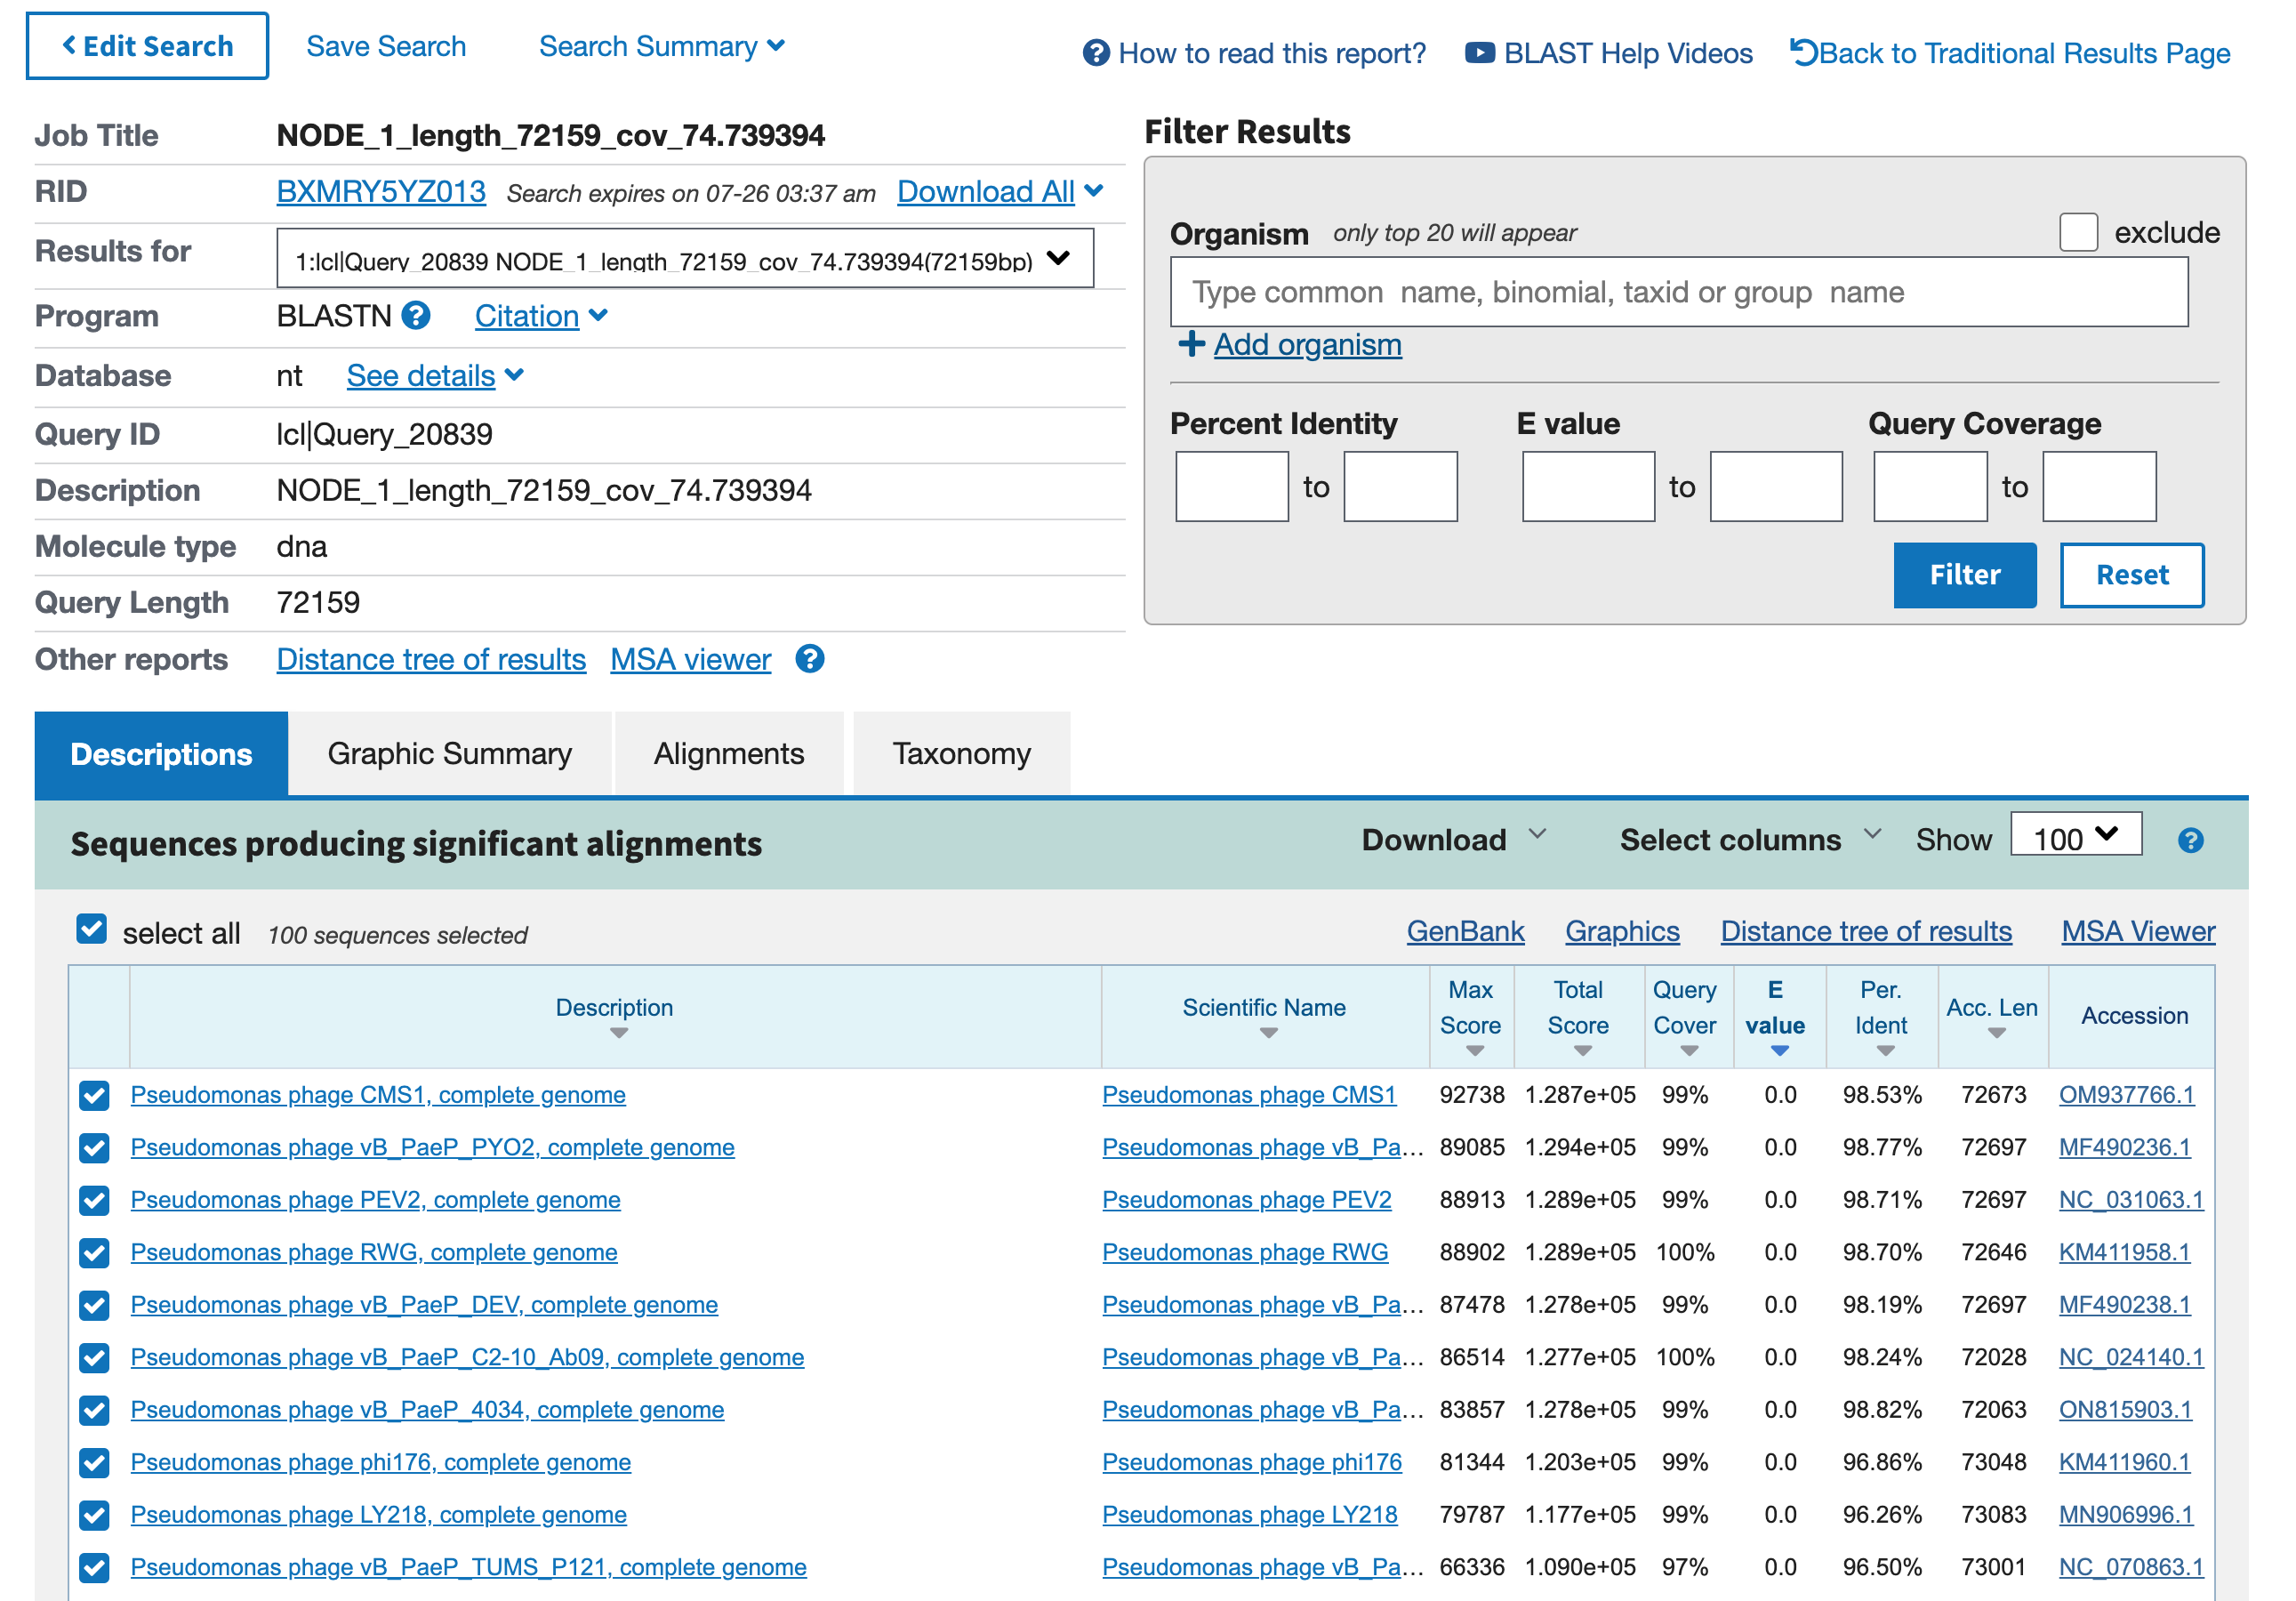 Edit Search Save Search Search Summary How to read this report? BLAST Help Videos Back to Traditional Results Page
Job Title NODE_1_length_72159_cov_74.739394
RID BXMRY5YZ013 Search expires on 07-26 03:37 am Download All
Results for 1:lcl|Query_20839 NODE_1_length_72159_cov_74.739394(72159bp)
Program BLASTN Citation
Database nt See details
Query ID lcl|Query_20839
Description NODE_1_length_72159_cov_74.739394
Molecule type dna
Query Length 72159
Other reports Distance tree of results MSA viewer
Filter Results
Organism only top 20 will appear exclude
Type common name, binomial, taxid or group name
Add organism
Percent Identity E value Query Coverage
to to to
Filter Reset
Descriptions Graphic Summary Alignments Taxonomy
Sequences producing significant alignments Download Select columns Show 100
select all 100 sequences selected GenBank Graphics Distance tree of results MSA Viewer
Description Scientific Name Max Score Total Score Query Cover E value Per. Ident Acc. Len Accession
Pseudomonas phage CMS1, complete genome Pseudomonas phage CMS1 92738 1.287e+05 99% 0.0 98.53% 72673 OM937766.1
Pseudomonas phage vB_PaeP_PYO2, complete genome Pseudomonas phage vB_Pa... 89085 1.294e+05 99% 0.0 98.77% 72697 MF490236.1
Pseudomonas phage PEV2, complete genome Pseudomonas phage PEV2 88913 1.289e+05 99% 0.0 98.71% 72697 NC_031063.1
Pseudomonas phage RWG, complete genome Pseudomonas phage RWG 88902 1.289e+05 100% 0.0 98.70% 72646 KM411958.1
Pseudomonas phage vB_PaeP_DEV, complete genome Pseudomonas phage vB_Pa... 87478 1.278e+05 99% 0.0 98.19% 72697 MF490238.1
Pseudomonas phage vB_PaeP_C2-10_Ab09, complete genome Pseudomonas phage vB_Pa... 86514 1.277e+05 100% 0.0 98.24% 72028 NC_024140.1
Pseudomonas phage vB_PaeP_4034, complete genome Pseudomonas phage vB_Pa... 83857 1.278e+05 99% 0.0 98.82% 72063 ON815903.1
Pseudomonas phage phi176, complete genome Pseudomonas phage phi176 81344 1.203e+05 99% 0.0 96.86% 73048 KM411960.1
Pseudomonas phage LY218, complete genome Pseudomonas phage LY218 79787 1.177e+05 99% 0.0 96.26% 73083 MN906996.1
Pseudomonas phage vB_PaeP_TUMS_P121, complete genome Pseudomonas phage vB_Pa... 66336 1.090e+05 97% 0.0 96.50% 73001 NC_070863.1